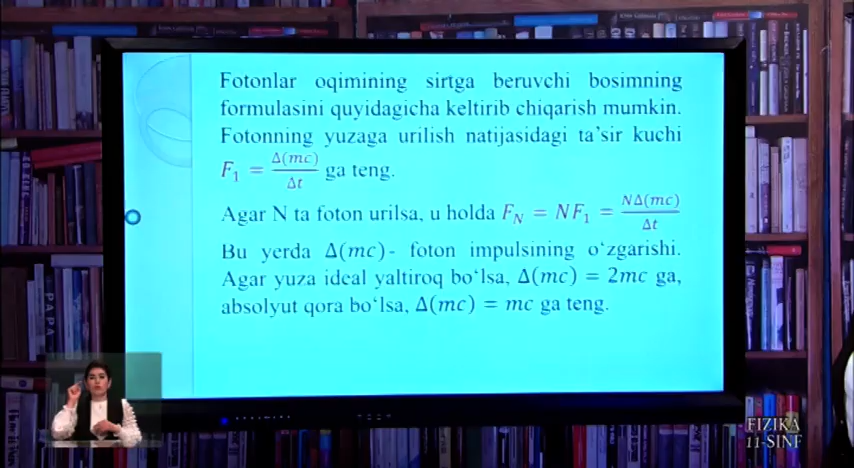 Fotonlar oqimining sirtga beruvchi bosimning
formulasini quyidagicha keltirib chiqarish mumkin.
Fotonning yuzaga urilish natijasidagi ta’sir kuchi
F₁ = Δ(mc)/Δt ga teng.
Agar N ta foton urilsa, u holda F_N = NF₁ = NΔ(mc)/Δt
Bu yerda Δ(mc)- foton impulsining o‘zgarishi.
Agar yuza ideal yaltiroq bo‘lsa, Δ(mc) = 2mc ga,
absolyut qora bo‘lsa, Δ(mc) = mc ga teng.
FIZIKA
11-SINF